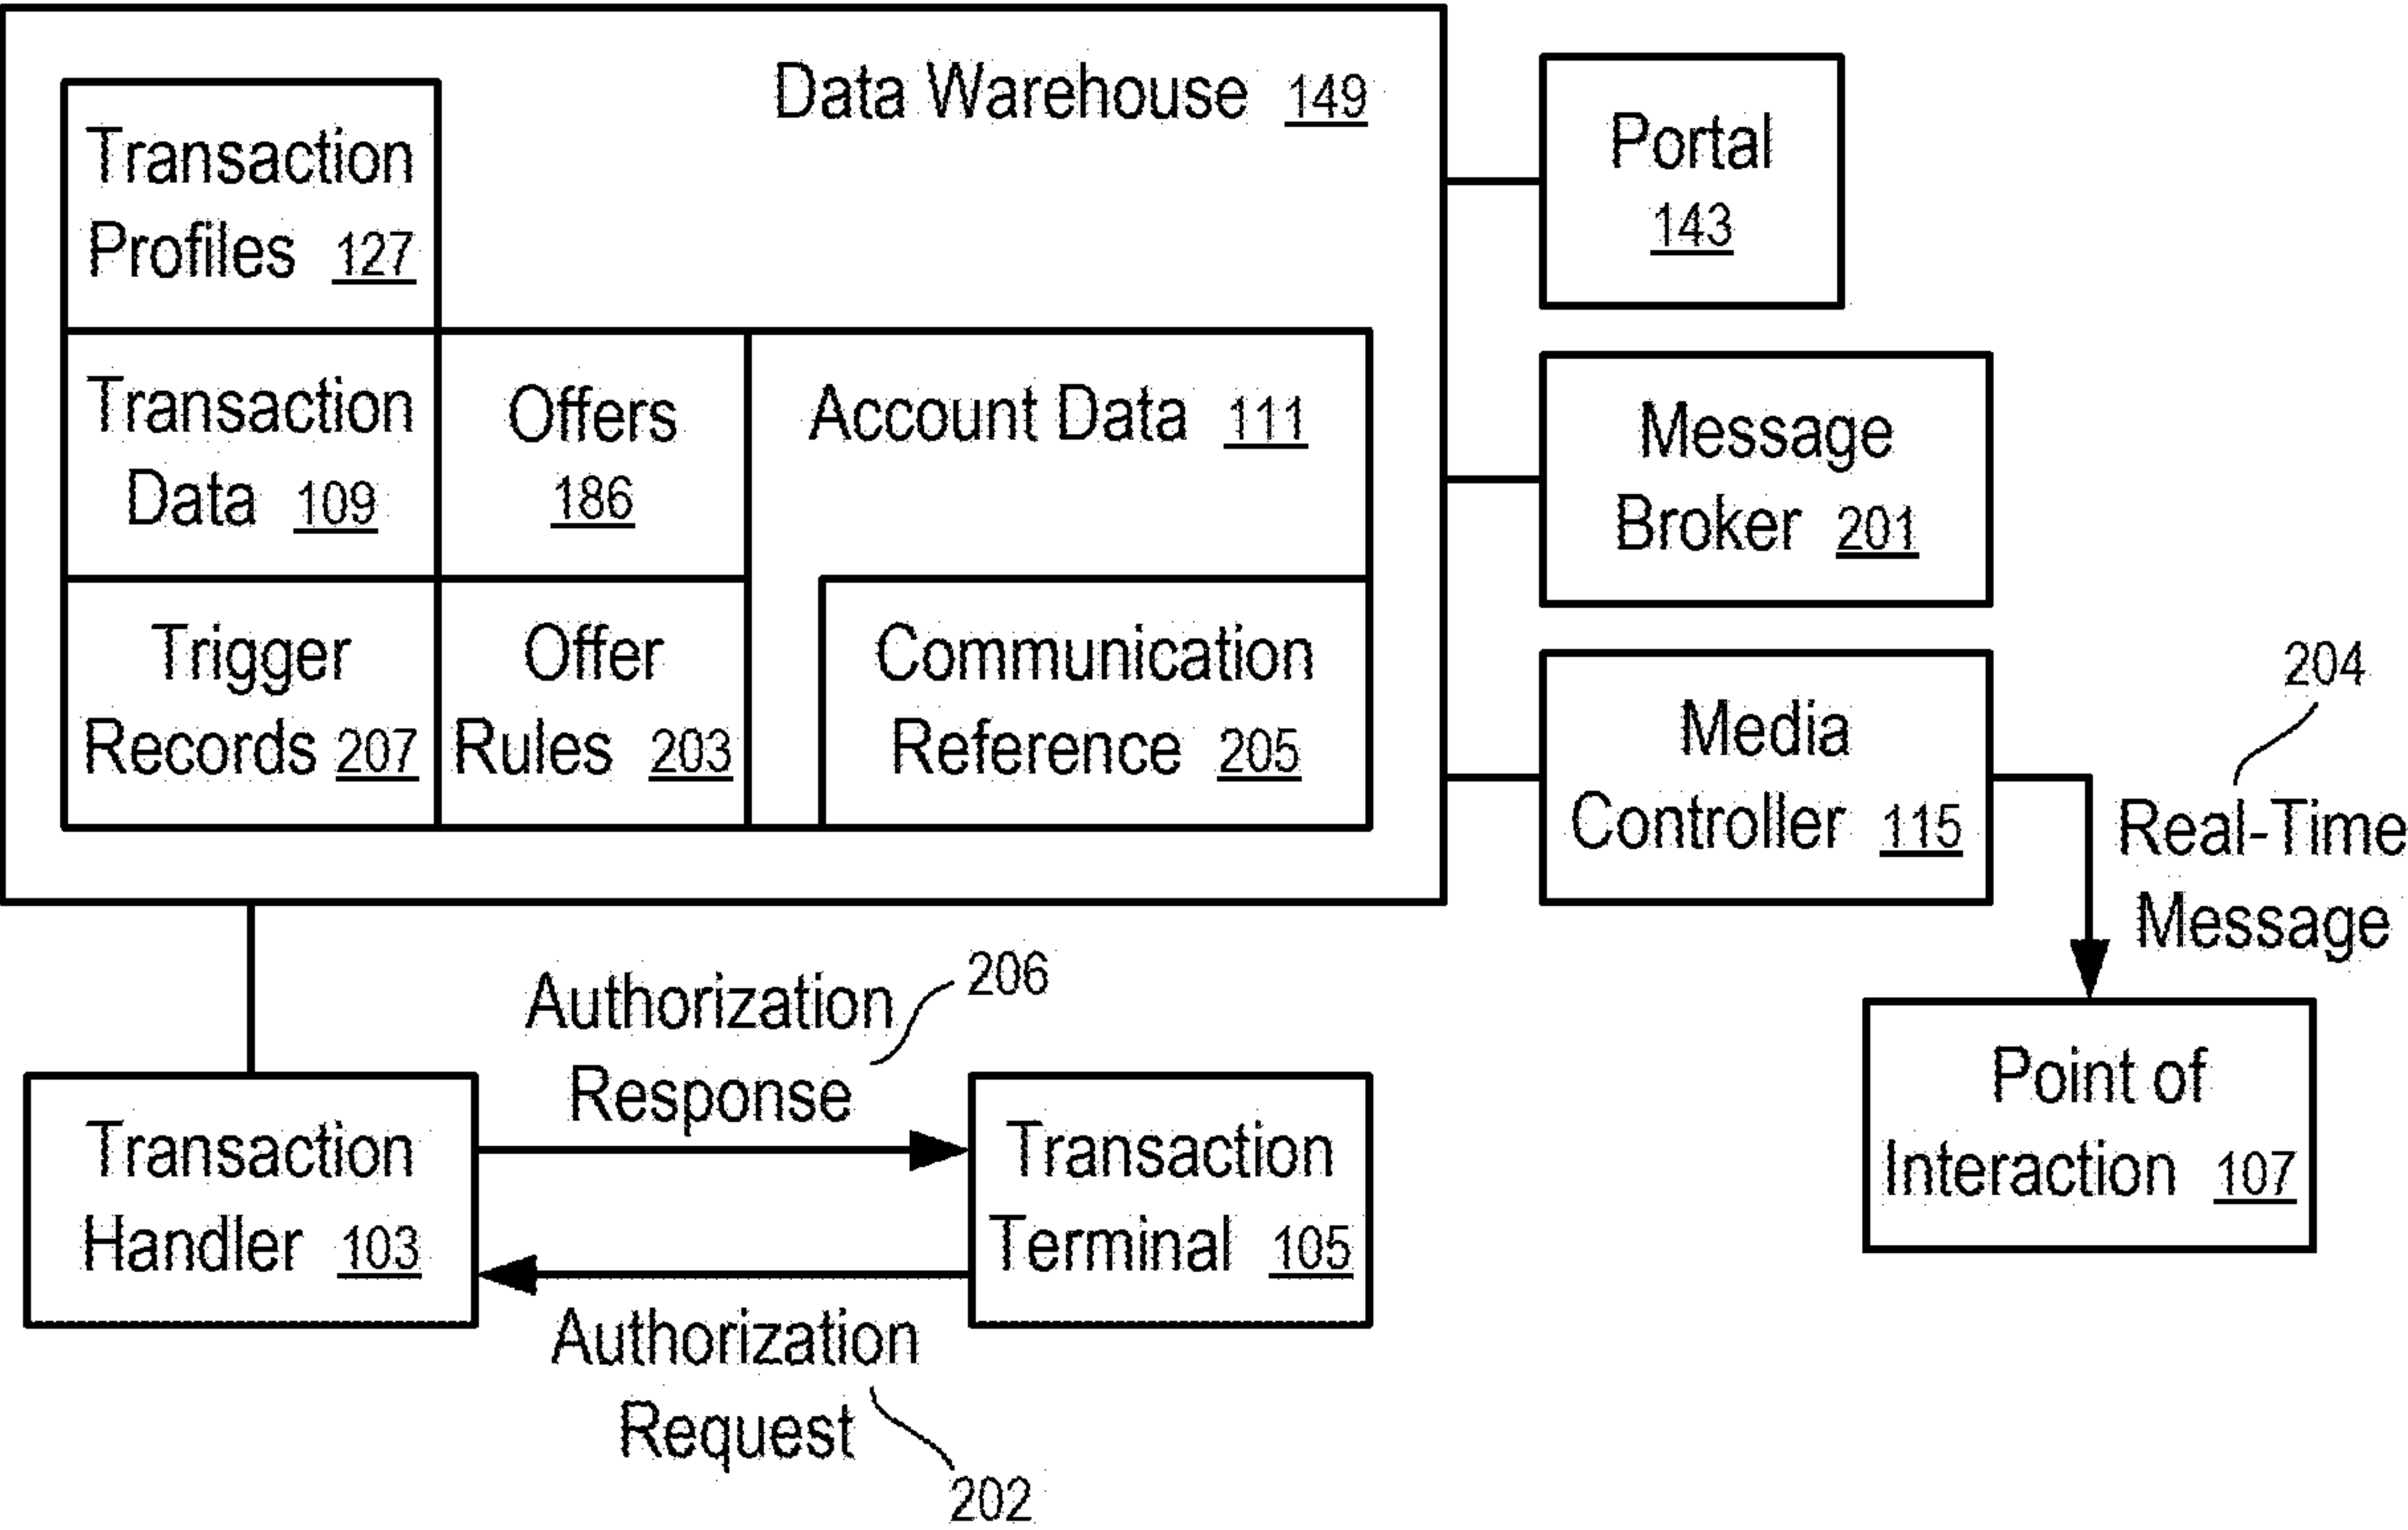 Data Warehouse 149
Transaction
Profiles 127
Transaction
Data 109
Offers
186
Account Data 111
Trigger
Records 207
Offer
Rules 203
Communication
Reference 205
Portal
143
Message
Broker 201
Media
Controller 115
204
Real-Time
Message
Point of
Interaction 107
Authorization
Response
206
Transaction
Handler 103
Transaction
Terminal 105
Authorization
Request
202